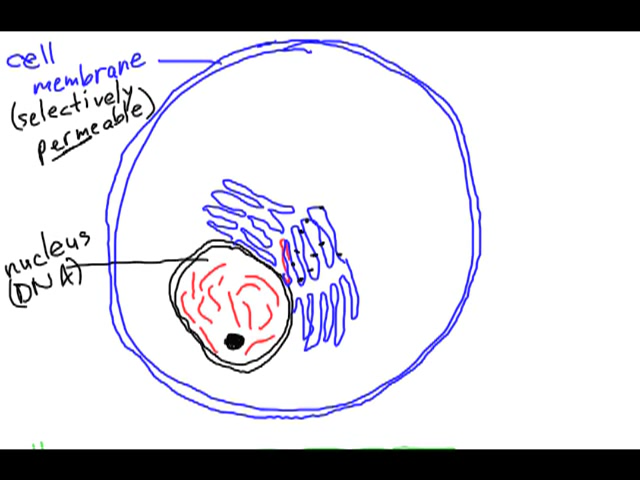 cell
membrane
(selectively
permeable)
nucleus
(DNA)